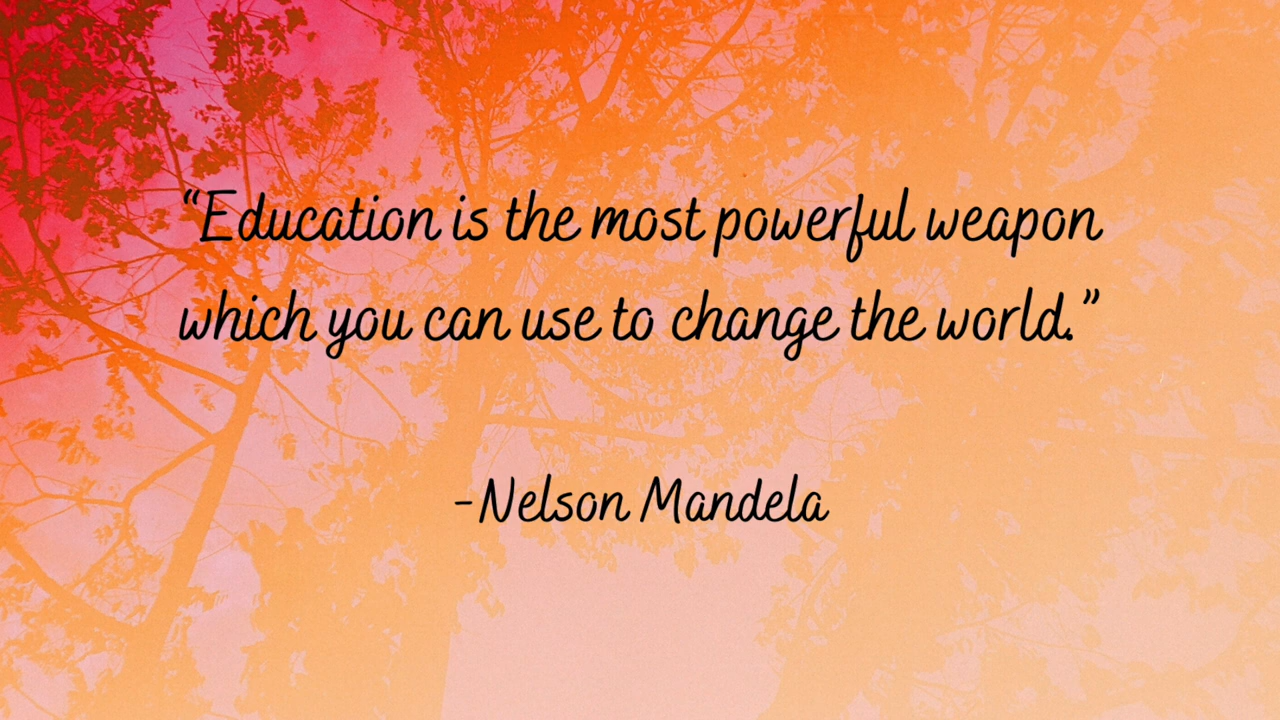 “Education is the most powerful weapon
which you can use to change the world.”
-Nelson Mandela